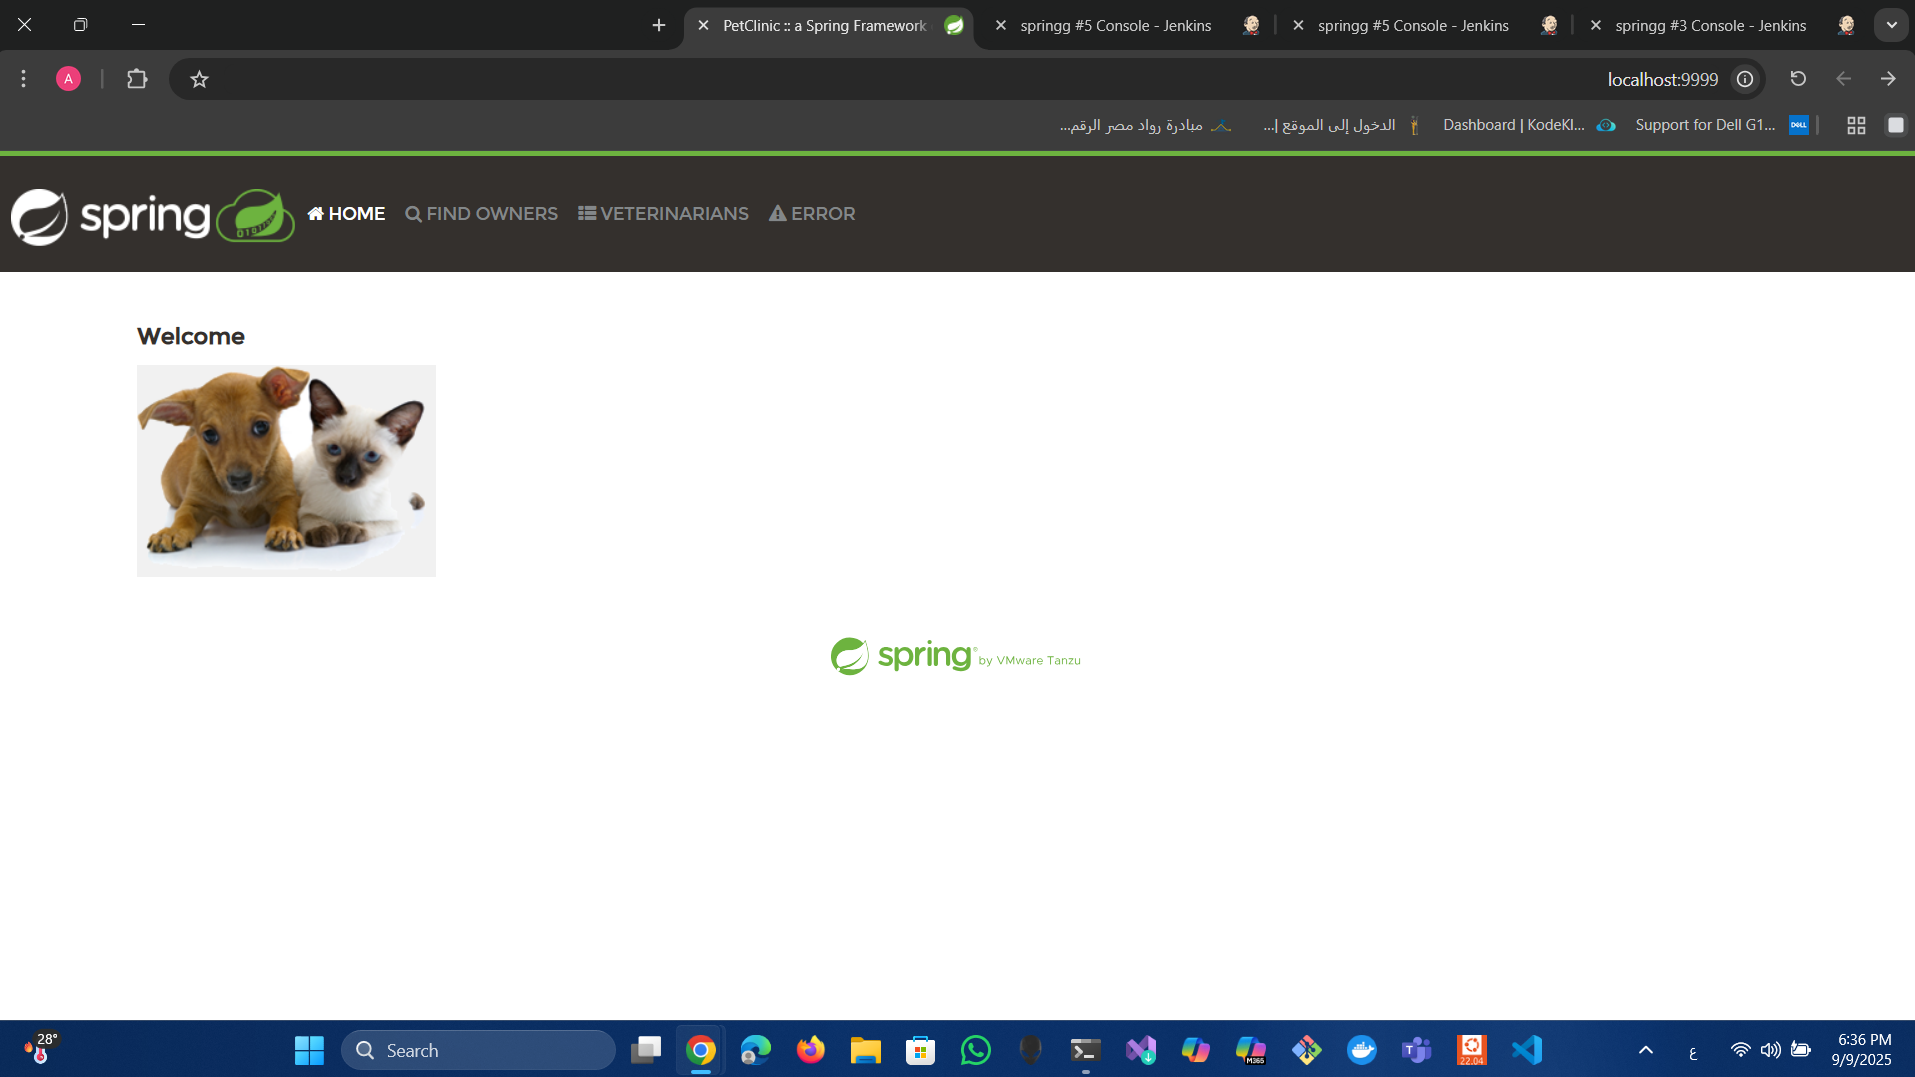 PetClinic :: a Spring Framework
springg #5 Console - Jenkins
springg #5 Console - Jenkins
springg #3 Console - Jenkins
A
localhost:9999
مبادرة رواد مصر الرقم...
الدخول إلى الموقع |...
Dashboard | KodeKl...
Support for Dell G1...
DELL
spring
HOME
FIND OWNERS
VETERINARIANS
ERROR
Welcome
spring by VMware Tanzu
28°
Search
M365
22.04
ع
6:36 PM
9/9/2025